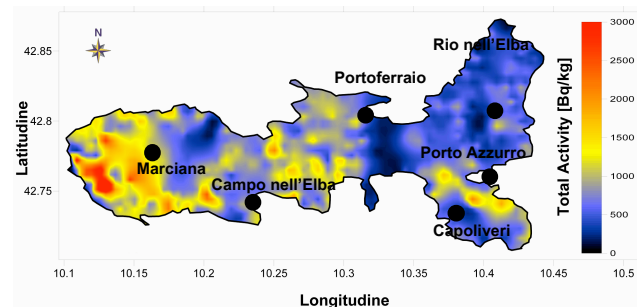 N
Rio nell'Elba
Portoferraio
Marciana
Porto Azzurro
Campo nell'Elba
Capoliveri
Latitudine
42.85
42.8
42.75
10.1 10.15 10.2 10.25 10.3 10.35 10.4 10.45 10.5
Longitudine
Total Activity [Bq/kg]
3000
2500
2000
1500
1000
500
0